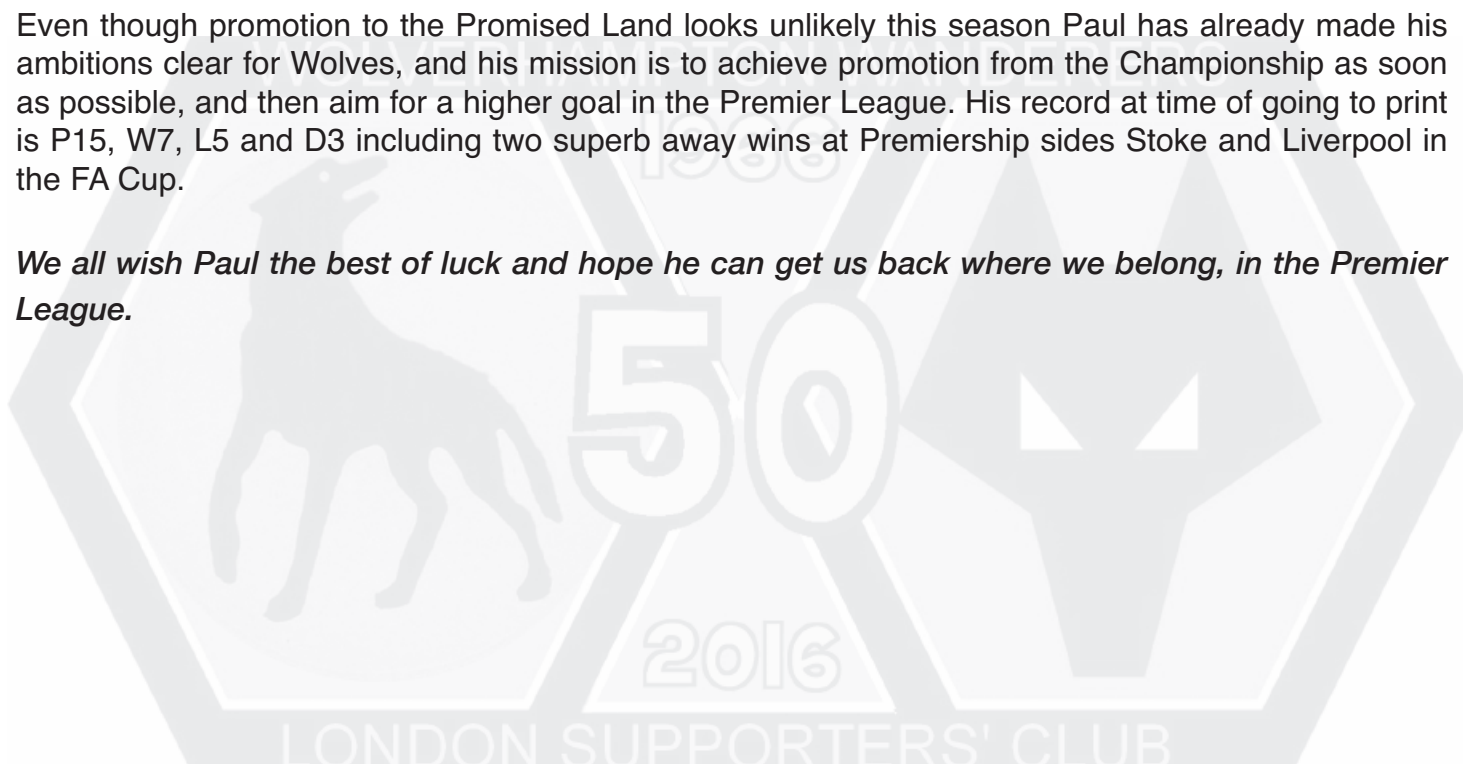 Even though promotion to the Promised Land looks unlikely this season Paul has already made his
ambitions clear for Wolves, and his mission is to achieve promotion from the Championship as soon
as possible, and then aim for a higher goal in the Premier League. His record at time of going to print
is P15, W7, L5 and D3 including two superb away wins at Premiership sides Stoke and Liverpool in
the FA Cup.
We all wish Paul the best of luck and hope he can get us back where we belong, in the Premier
League.
WOLVERHAMPTON WANDERERS
1966
50
2016
LONDON SUPPORTERS' CLUB